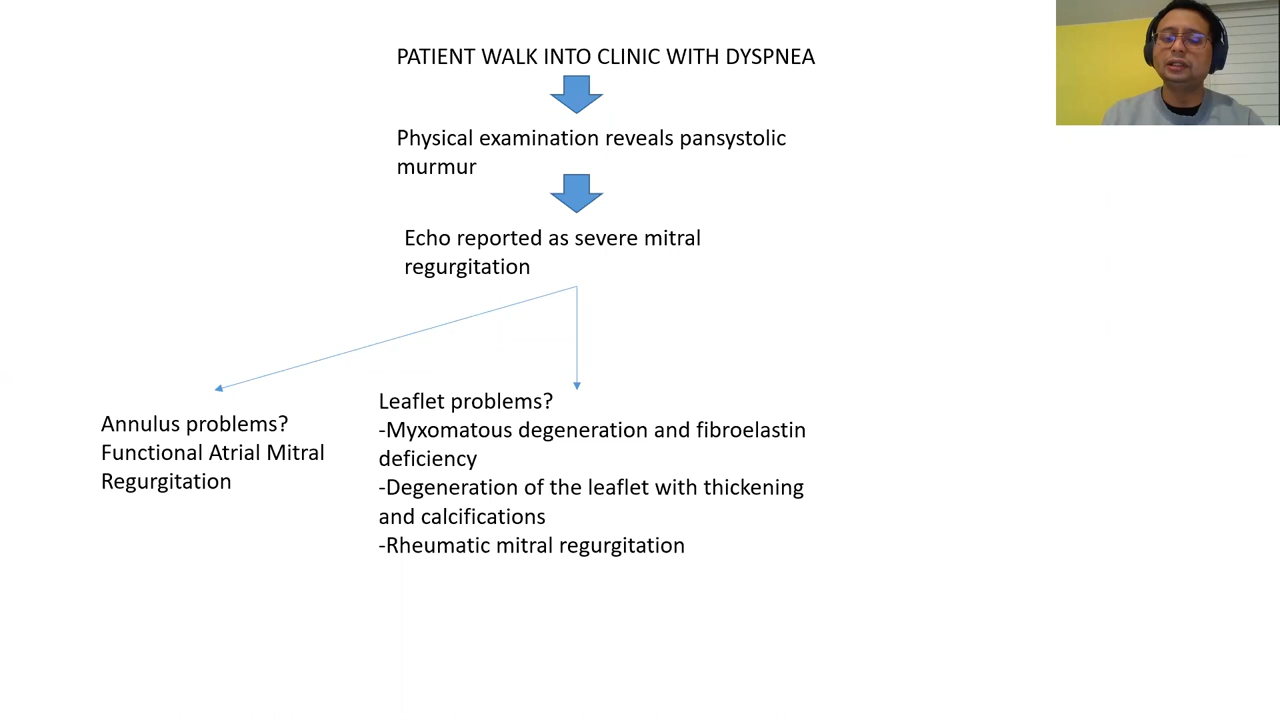 PATIENT WALK INTO CLINIC WITH DYSPNEA
Physical examination reveals pansystolic
murmur
Echo reported as severe mitral
regurgitation
Annulus problems?
Functional Atrial Mitral
Regurgitation
Leaflet problems?
-Myxomatous degeneration and fibroelastin
deficiency
-Degeneration of the leaflet with thickening
and calcifications
-Rheumatic mitral regurgitation